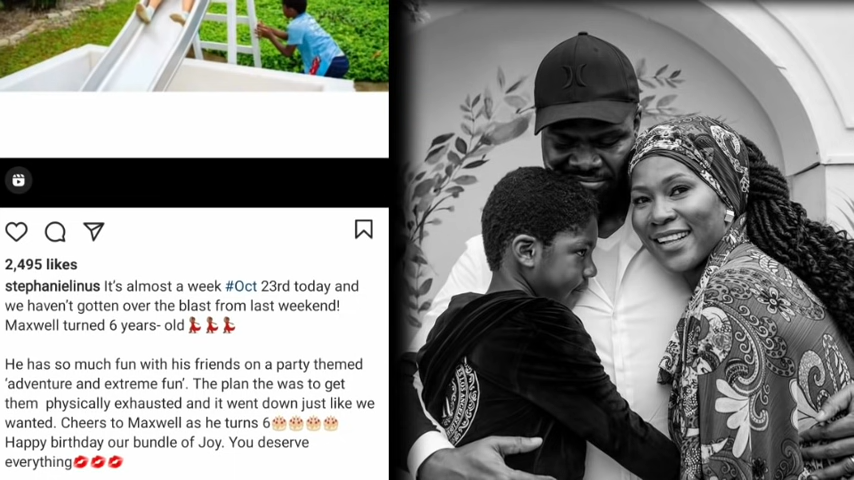 2,495 likes
stephanielinus It's almost a week #Oct 23rd today and
we haven't gotten over the blast from last weekend!
Maxwell turned 6 years- old💃🏾💃🏾💃🏾
He has so much fun with his friends on a party themed
'adventure and extreme fun'. The plan the was to get
them physically exhausted and it went down just like we
wanted. Cheers to Maxwell as he turns 6🎂🎂🎂🎂
Happy birthday our bundle of Joy. You deserve
everything💋💋💋